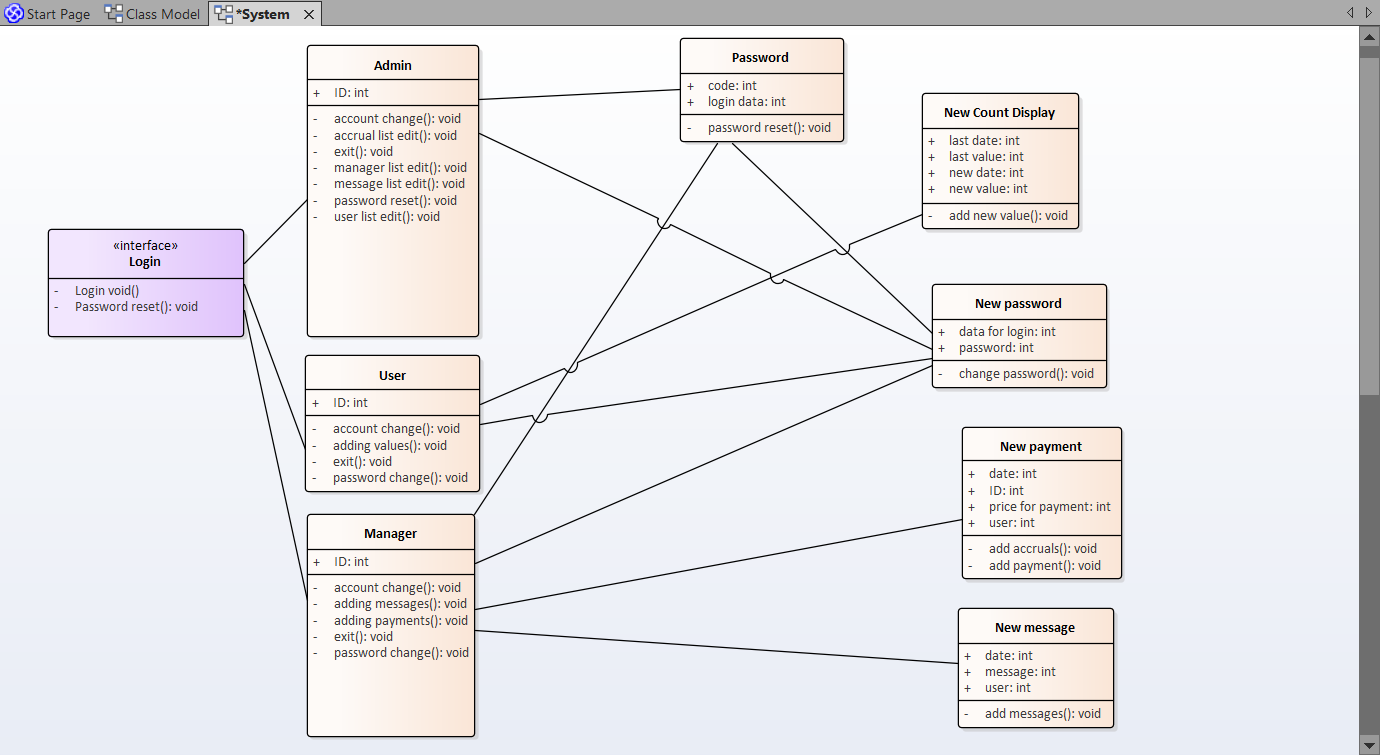 Start Page
Class Model
*System
«interface»
Login
- Login void()
- Password reset(): void
Admin
+ ID: int
- account change(): void
- accrual list edit(): void
- exit(): void
- manager list edit(): void
- message list edit(): void
- password reset(): void
- user list edit(): void
User
+ ID: int
- account change(): void
- adding values(): void
- exit(): void
- password change(): void
Manager
+ ID: int
- account change(): void
- adding messages(): void
- adding payments(): void
- exit(): void
- password change(): void
Password
+ code: int
+ login data: int
- password reset(): void
New Count Display
+ last date: int
+ last value: int
+ new date: int
+ new value: int
- add new value(): void
New password
+ data for login: int
+ password: int
- change password(): void
New payment
+ date: int
+ ID: int
+ price for payment: int
+ user: int
- add accruals(): void
- add payment(): void
New message
+ date: int
+ message: int
+ user: int
- add messages(): void